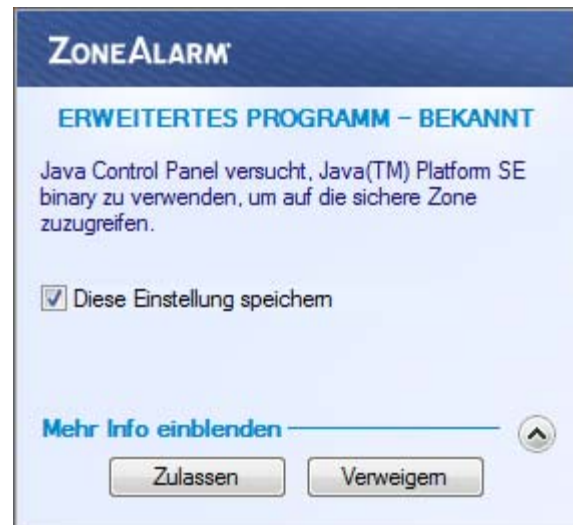 ZONEALARM
ERWEITERTES PROGRAMM – BEKANNT
Java Control Panel versucht, Java(TM) Platform SE
binary zu verwenden, um auf die sichere Zone
zuzugreifen.
Diese Einstellung speichern
Mehr Info einblenden
Zulassen
Verweigern